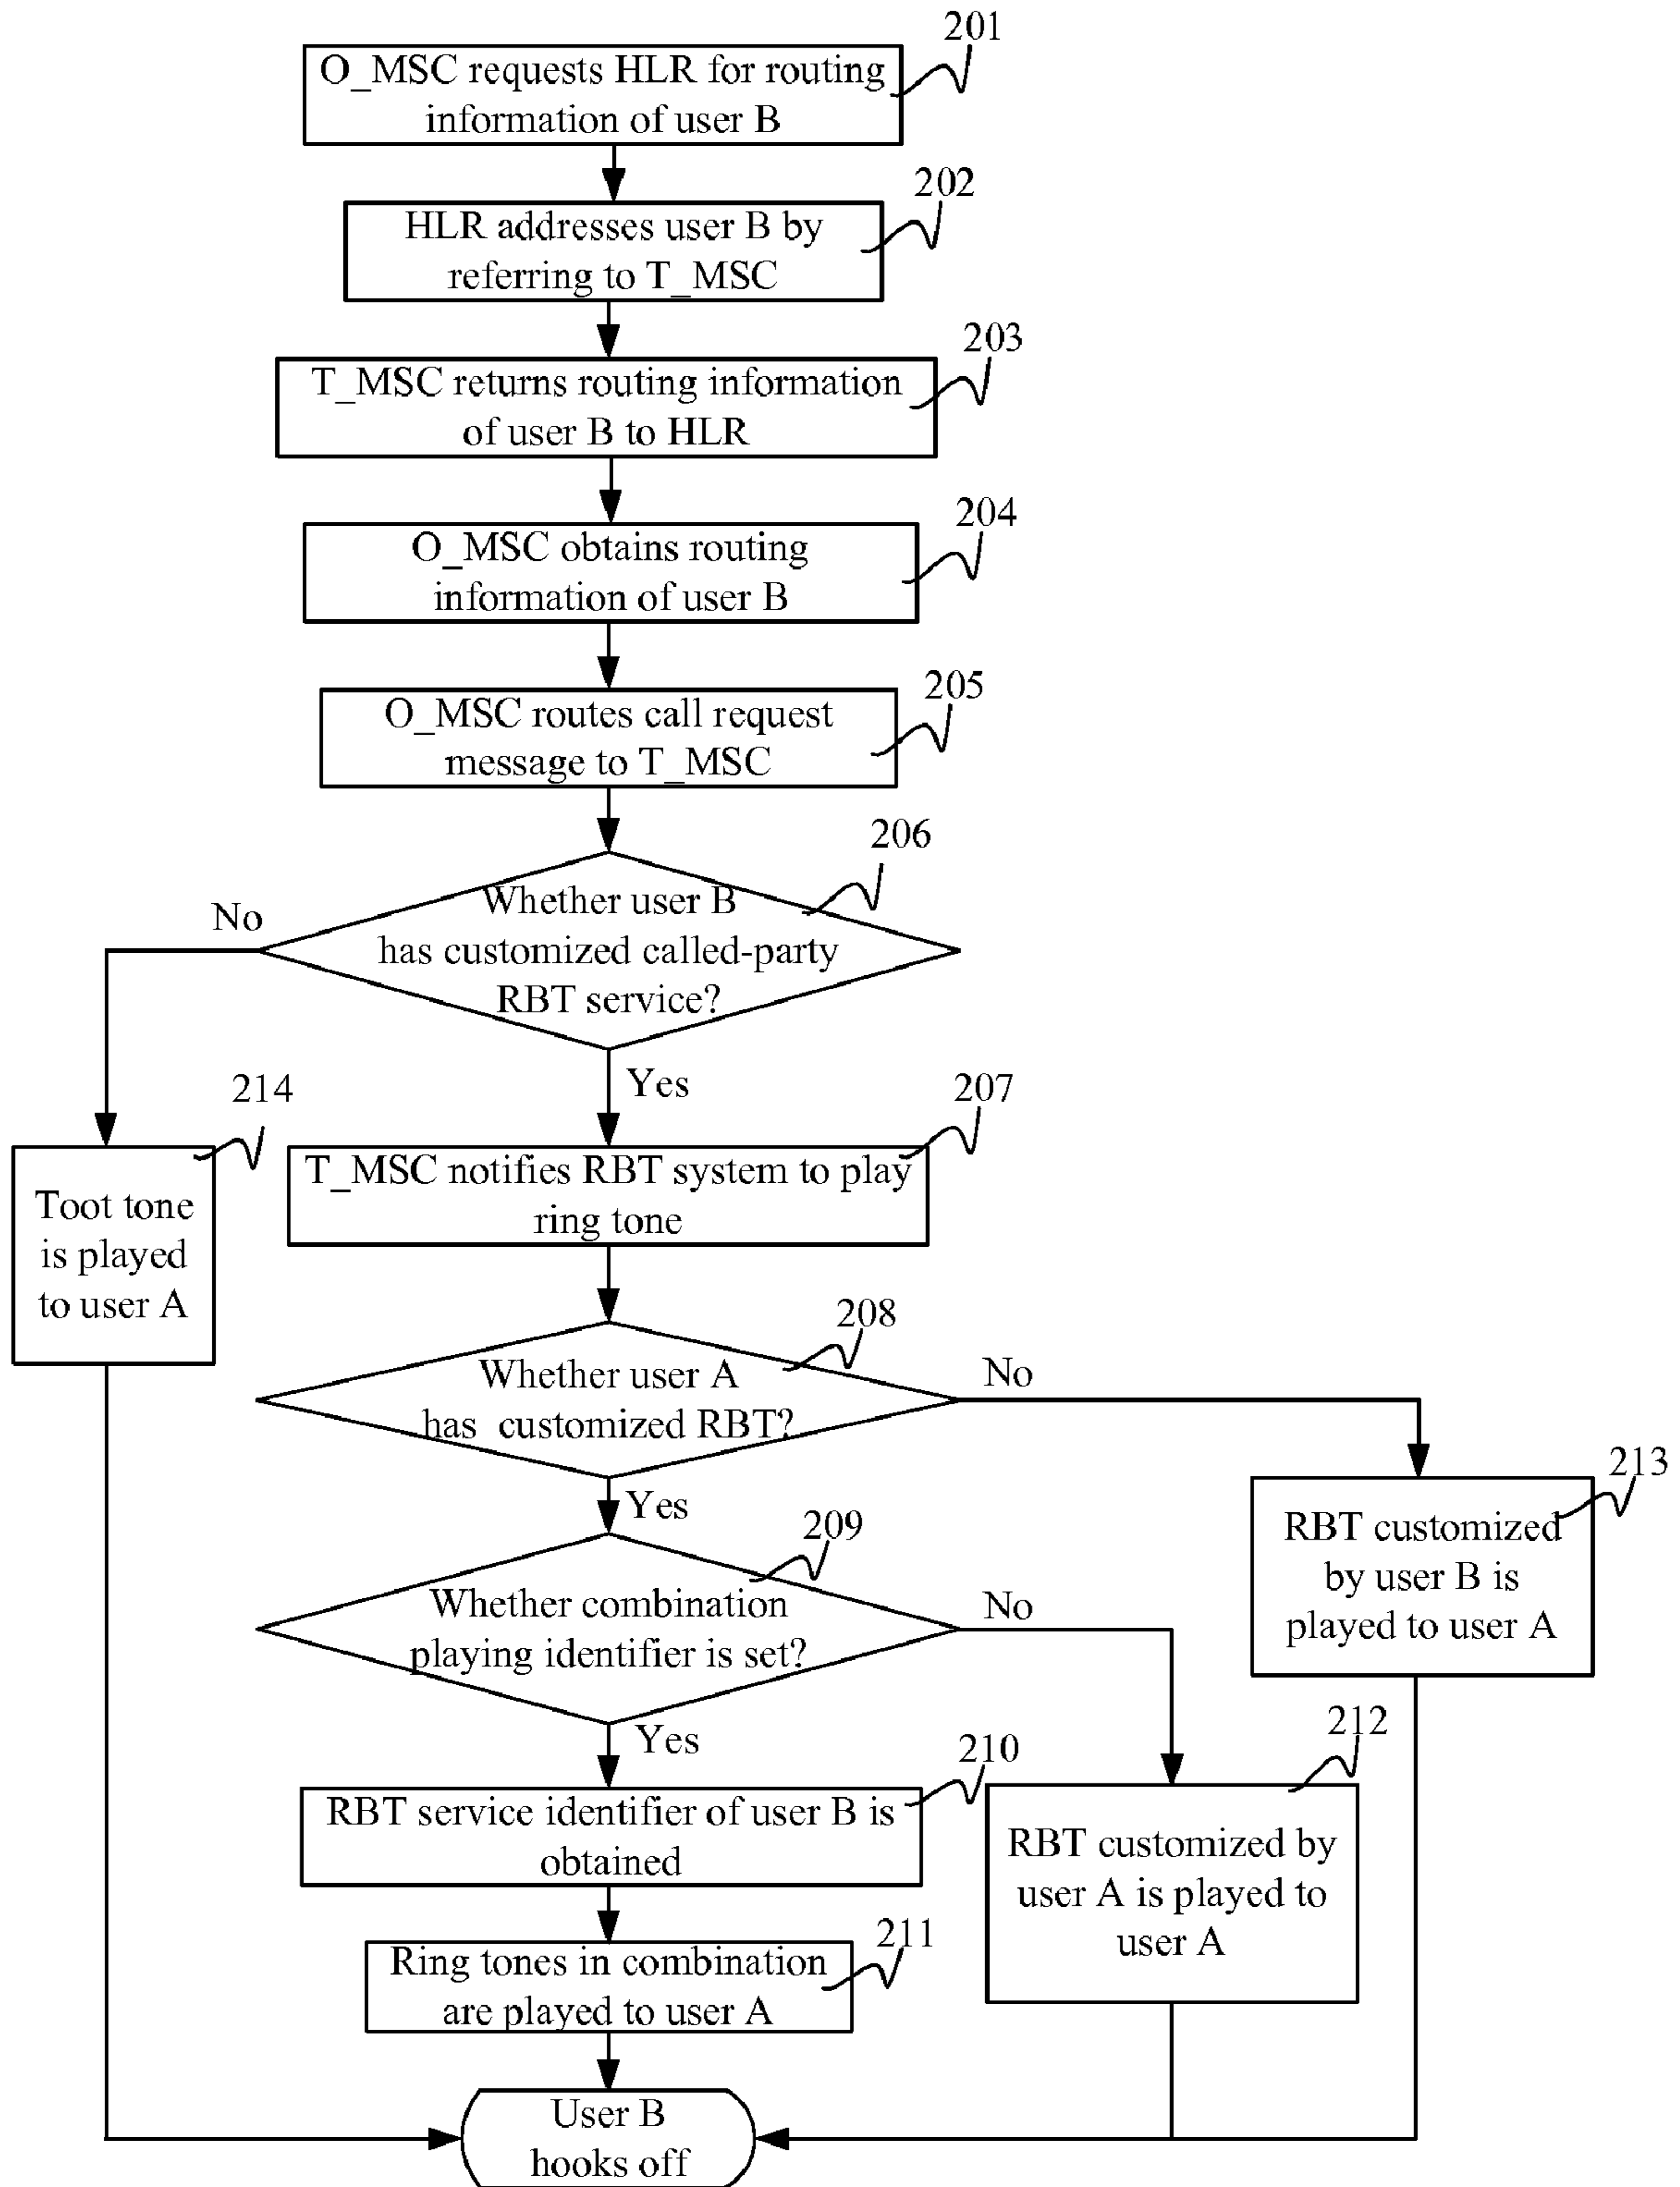 201
O_MSC requests HLR for routing
information of user B
202
HLR addresses user B by
referring to T_MSC
203
T_MSC returns routing information
of user B to HLR
204
O_MSC obtains routing
information of user B
205
O_MSC routes call request
message to T_MSC
206
Whether user B
has customized called-party
RBT service?
No
Yes
214
Toot tone
is played
to user A
207
T_MSC notifies RBT system to play
ring tone
208
Whether user A
has customized RBT?
No
Yes
213
RBT customized
by user B is
played to user A
209
Whether combination
playing identifier is set?
No
Yes
212
RBT customized by
user A is played to
user A
210
RBT service identifier of user B is
obtained
211
Ring tones in combination
are played to user A
User B
hooks off